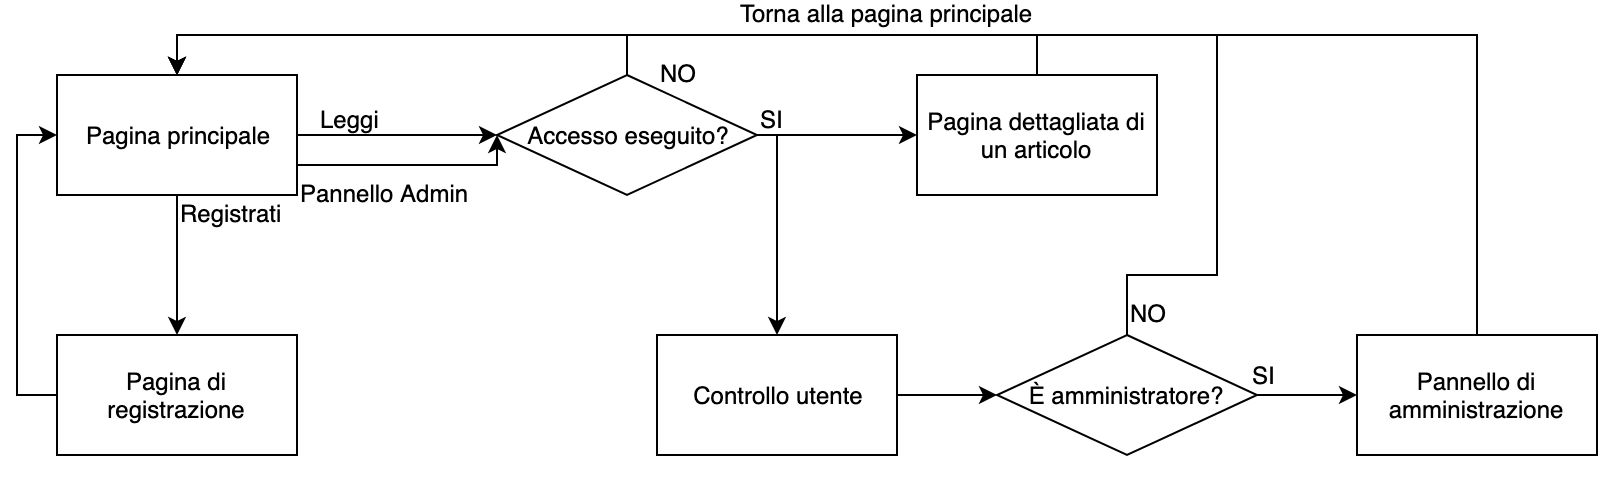 Torna alla pagina principale
NO
Pagina principale
Leggi
Accesso eseguito?
SI
Pagina dettagliata di
un articolo
Pannello Admin
Registrati
NO
Pagina di
registrazione
Controllo utente
È amministratore?
SI
Pannello di
amministrazione